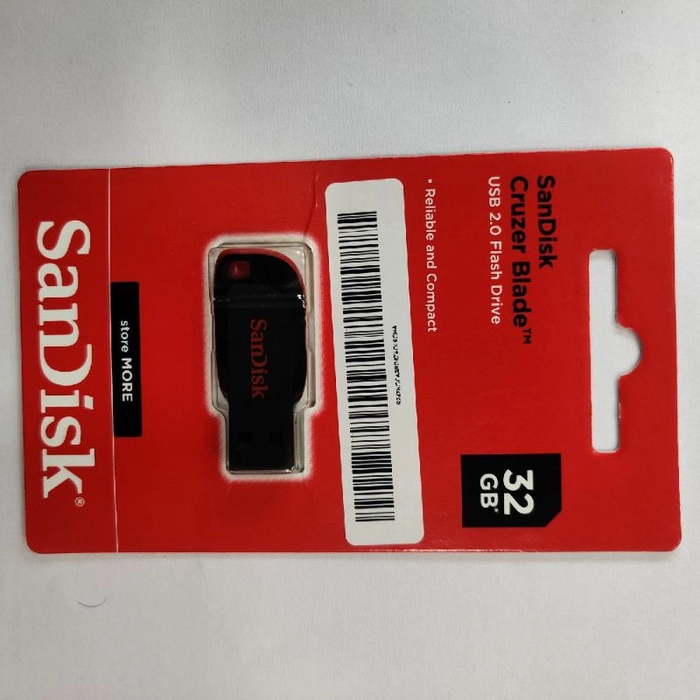 SanDisk
Cruzer Blade™
USB 2.0 Flash Drive
• Reliable and Compact
32
GB*
SanDisk
store MORE
SanDisk®